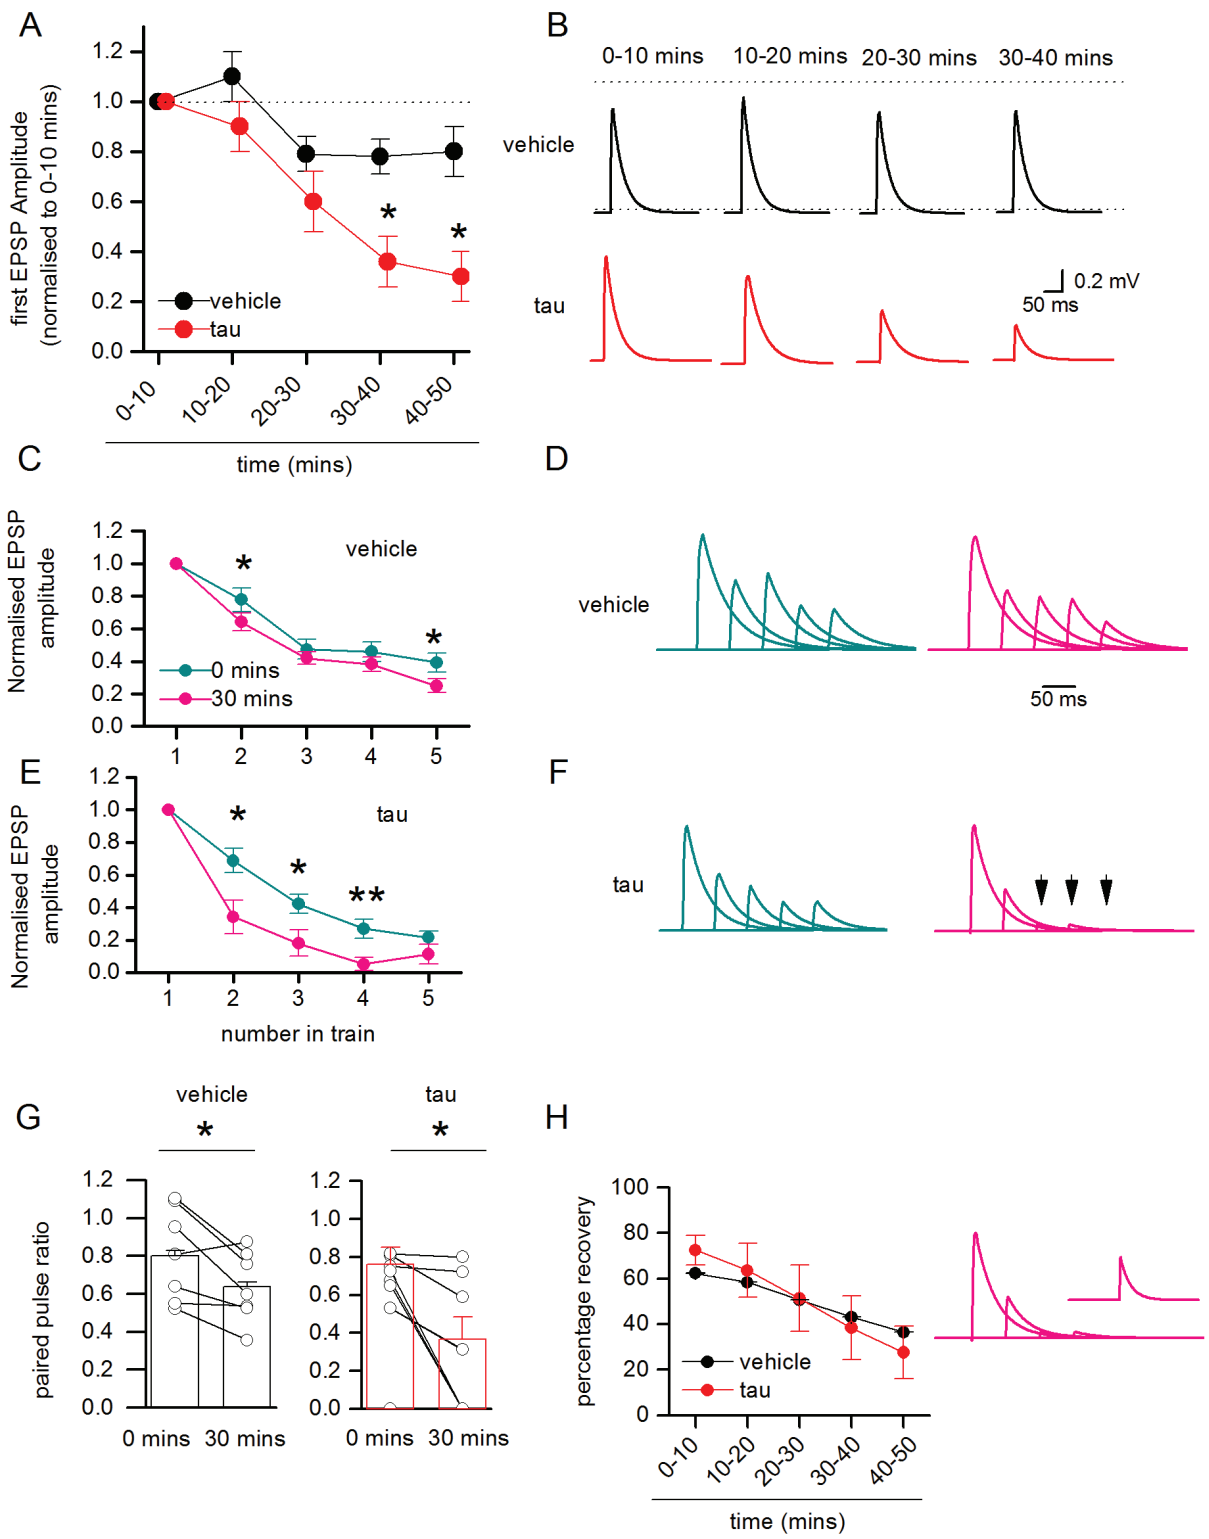 A
first EPSP Amplitude
(normalised to 0-10 mins)
1.2
1.0
0.8
0.6
0.4
0.2
0.0
*
*
vehicle
tau
0-10
10-20
20-30
30-40
40-50
time (mins)
B
0-10 mins
10-20 mins
20-30 mins
30-40 mins
vehicle
tau
0.2 mV
50 ms
C
Normalised EPSP
amplitude
1.2
1.0
0.8
0.6
0.4
0.2
0.0
vehicle
*
*
0 mins
30 mins
1
2
3
4
5
D
vehicle
50 ms
E
Normalised EPSP
amplitude
1.2
1.0
0.8
0.6
0.4
0.2
0.0
tau
*
*
**
1
2
3
4
5
number in train
F
tau
G
vehicle
*
paired pulse ratio
1.2
1.0
0.8
0.6
0.4
0.2
0.0
0 mins
30 mins
tau
*
1.2
1.0
0.8
0.6
0.4
0.2
0.0
0 mins
30 mins
H
percentage recovery
100
80
60
40
20
0
vehicle
tau
0-10
10-20
20-30
30-40
40-50
time (mins)